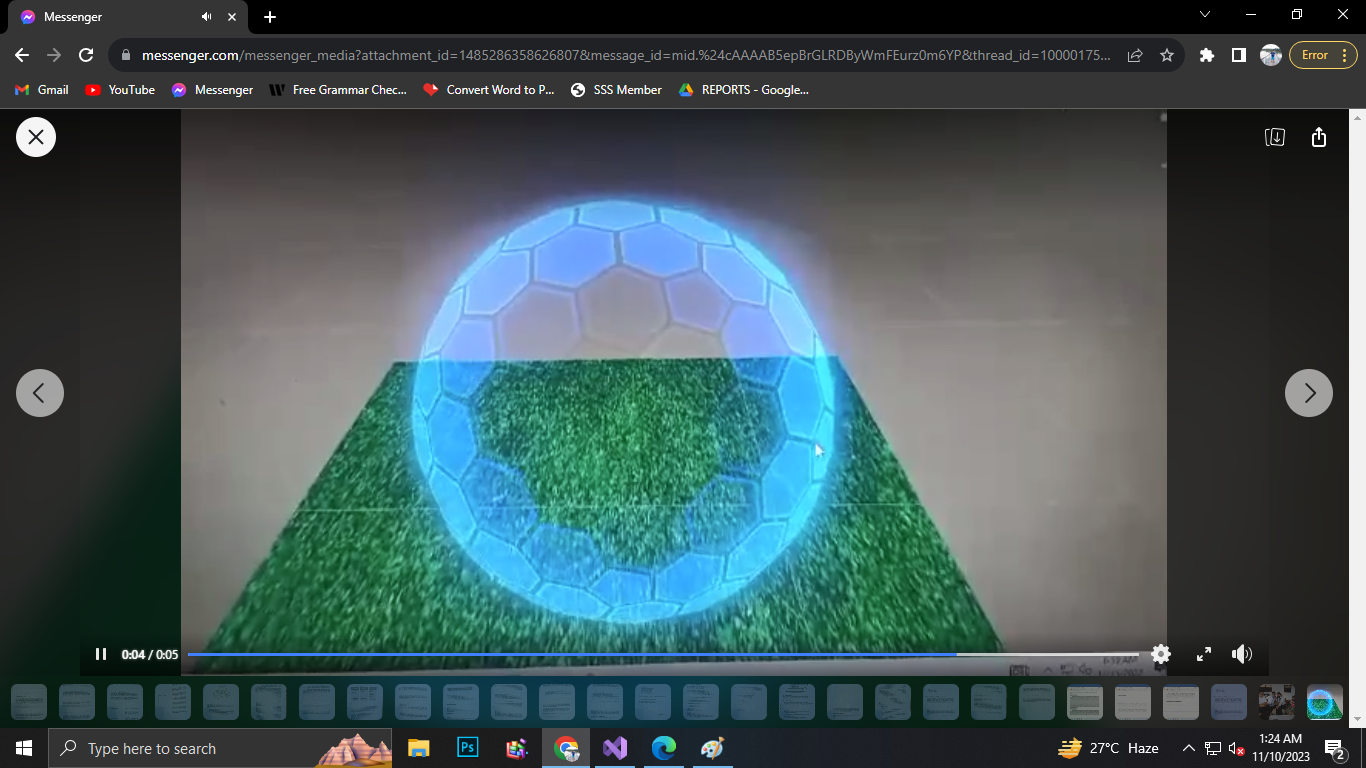 Messenger
messenger.com/messenger_media?attachment_id=1485286358626807&message_id=mid.%24cAAAAB5epBrGLRDByWmFEurz0m6YP&thread_id=10000175...
Error
Gmail
YouTube
Messenger
Free Grammar Chec...
Convert Word to P...
SSS Member
REPORTS - Google...
0:04 / 0:05
Type here to search
Ps
27°C Haze
1:24 AM
11/10/2023
2